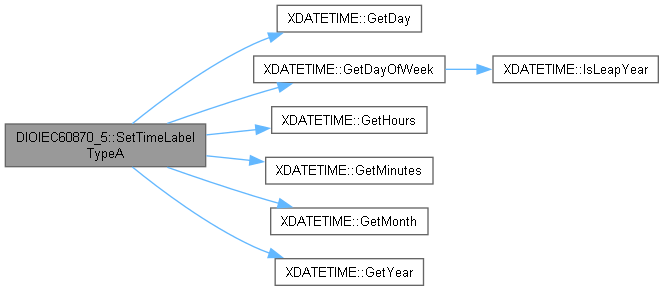 XDATETIME::GetDay
XDATETIME::GetDayOfWeek
XDATETIME::IsLeapYear
DIOIEC60870_5::SetTimeLabel
TypeA
XDATETIME::GetHours
XDATETIME::GetMinutes
XDATETIME::GetMonth
XDATETIME::GetYear